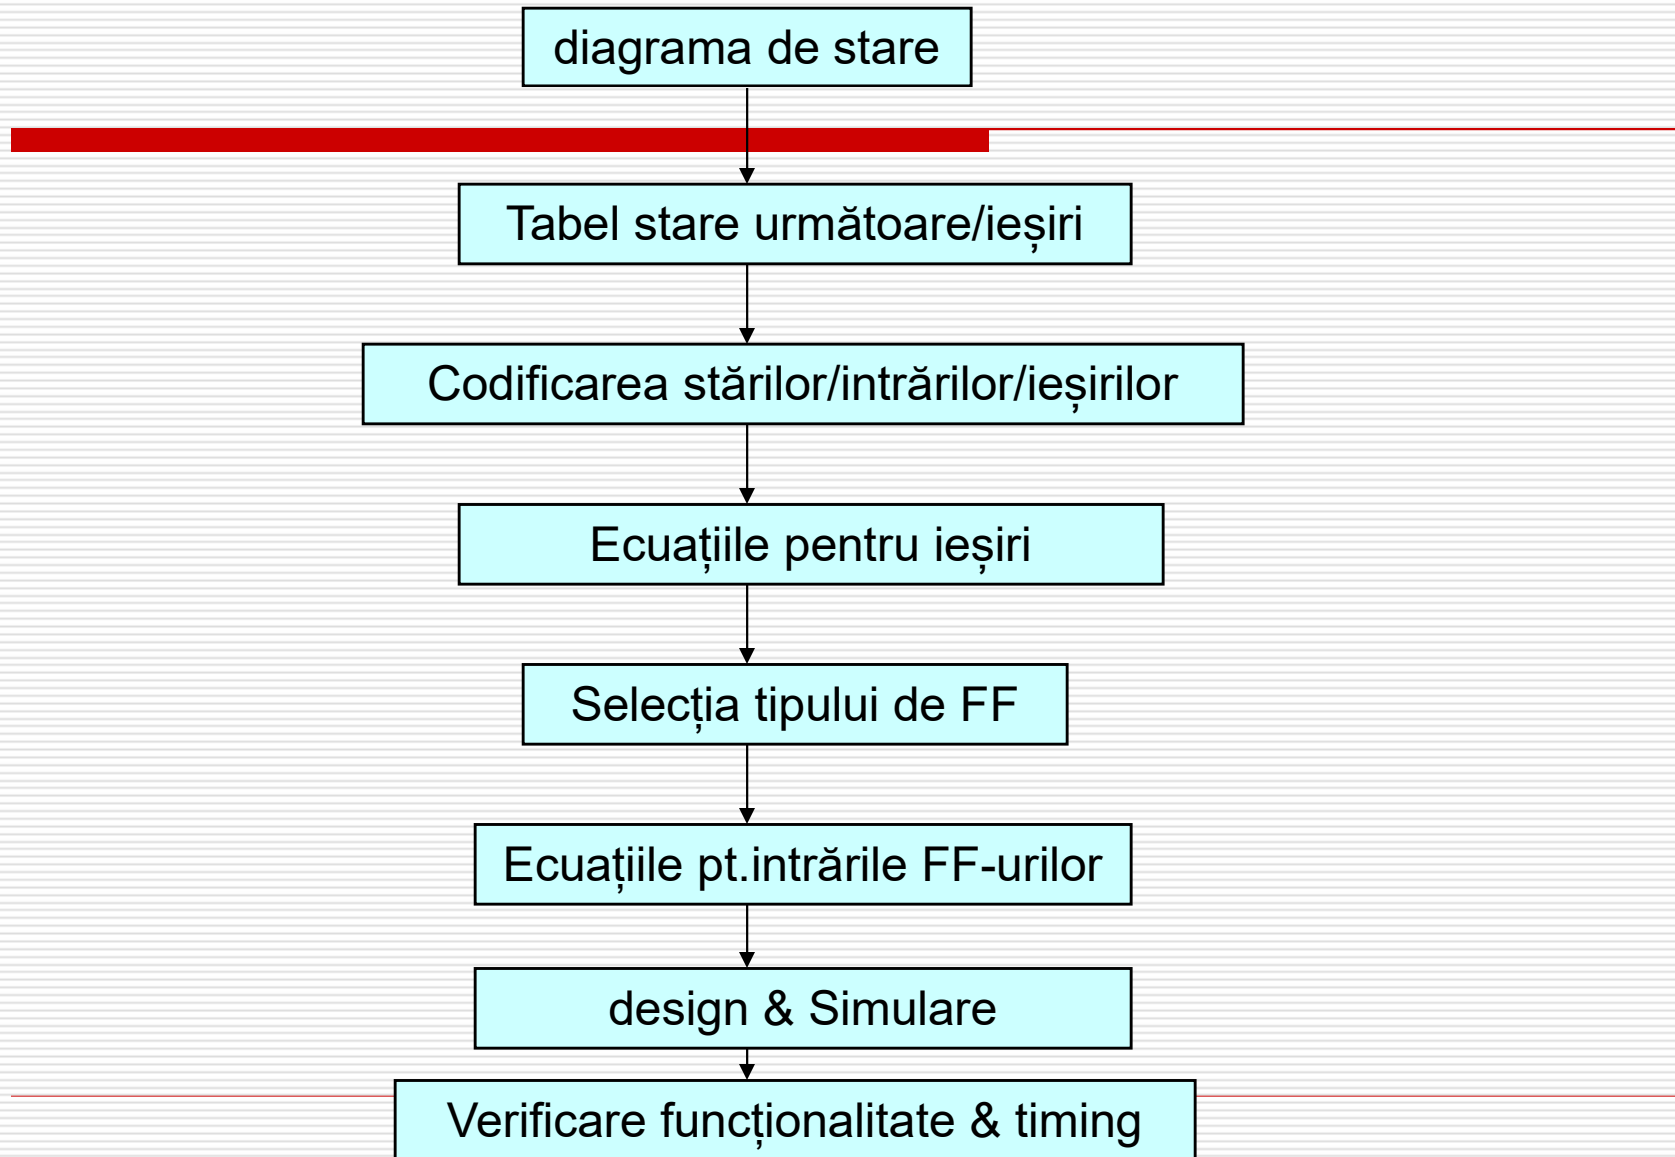 diagrama de stare
Tabel stare următoare/ieșiri
Codificarea stărilor/intrărilor/ieșirilor
Ecuațiile pentru ieșiri
Selecția tipului de FF
Ecuațiile pt.intrările FF-urilor
design & Simulare
Verificare funcționalitate & timing